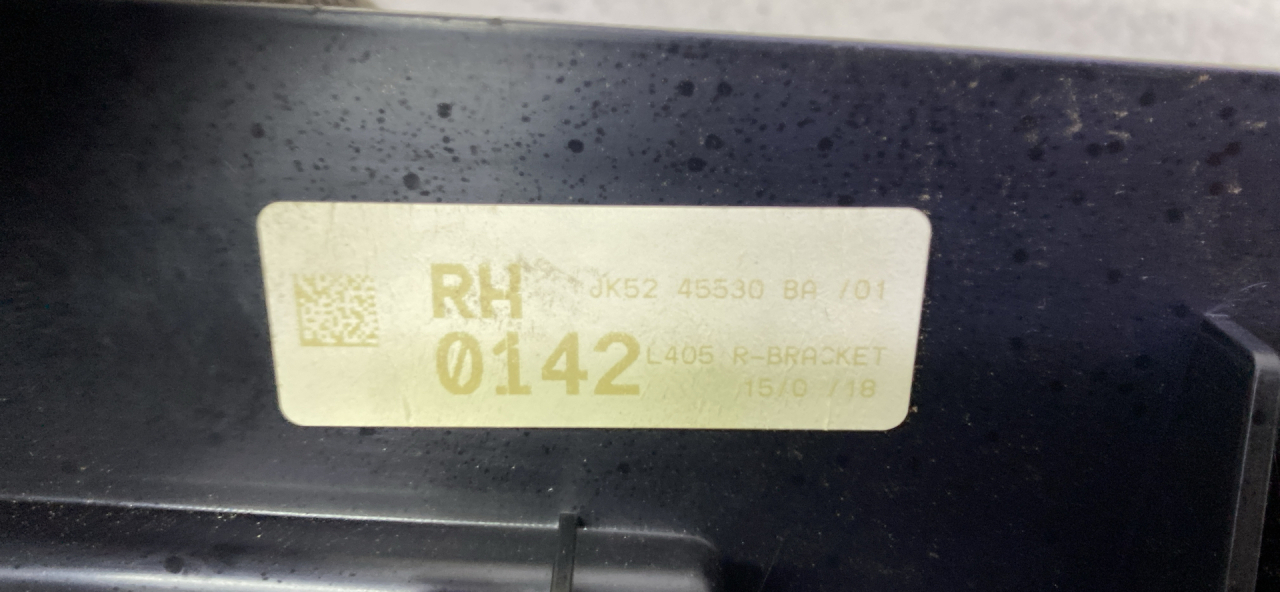 RH JK52 45530 BA /01
0142 L405 R-BRACKET
15/0 /18